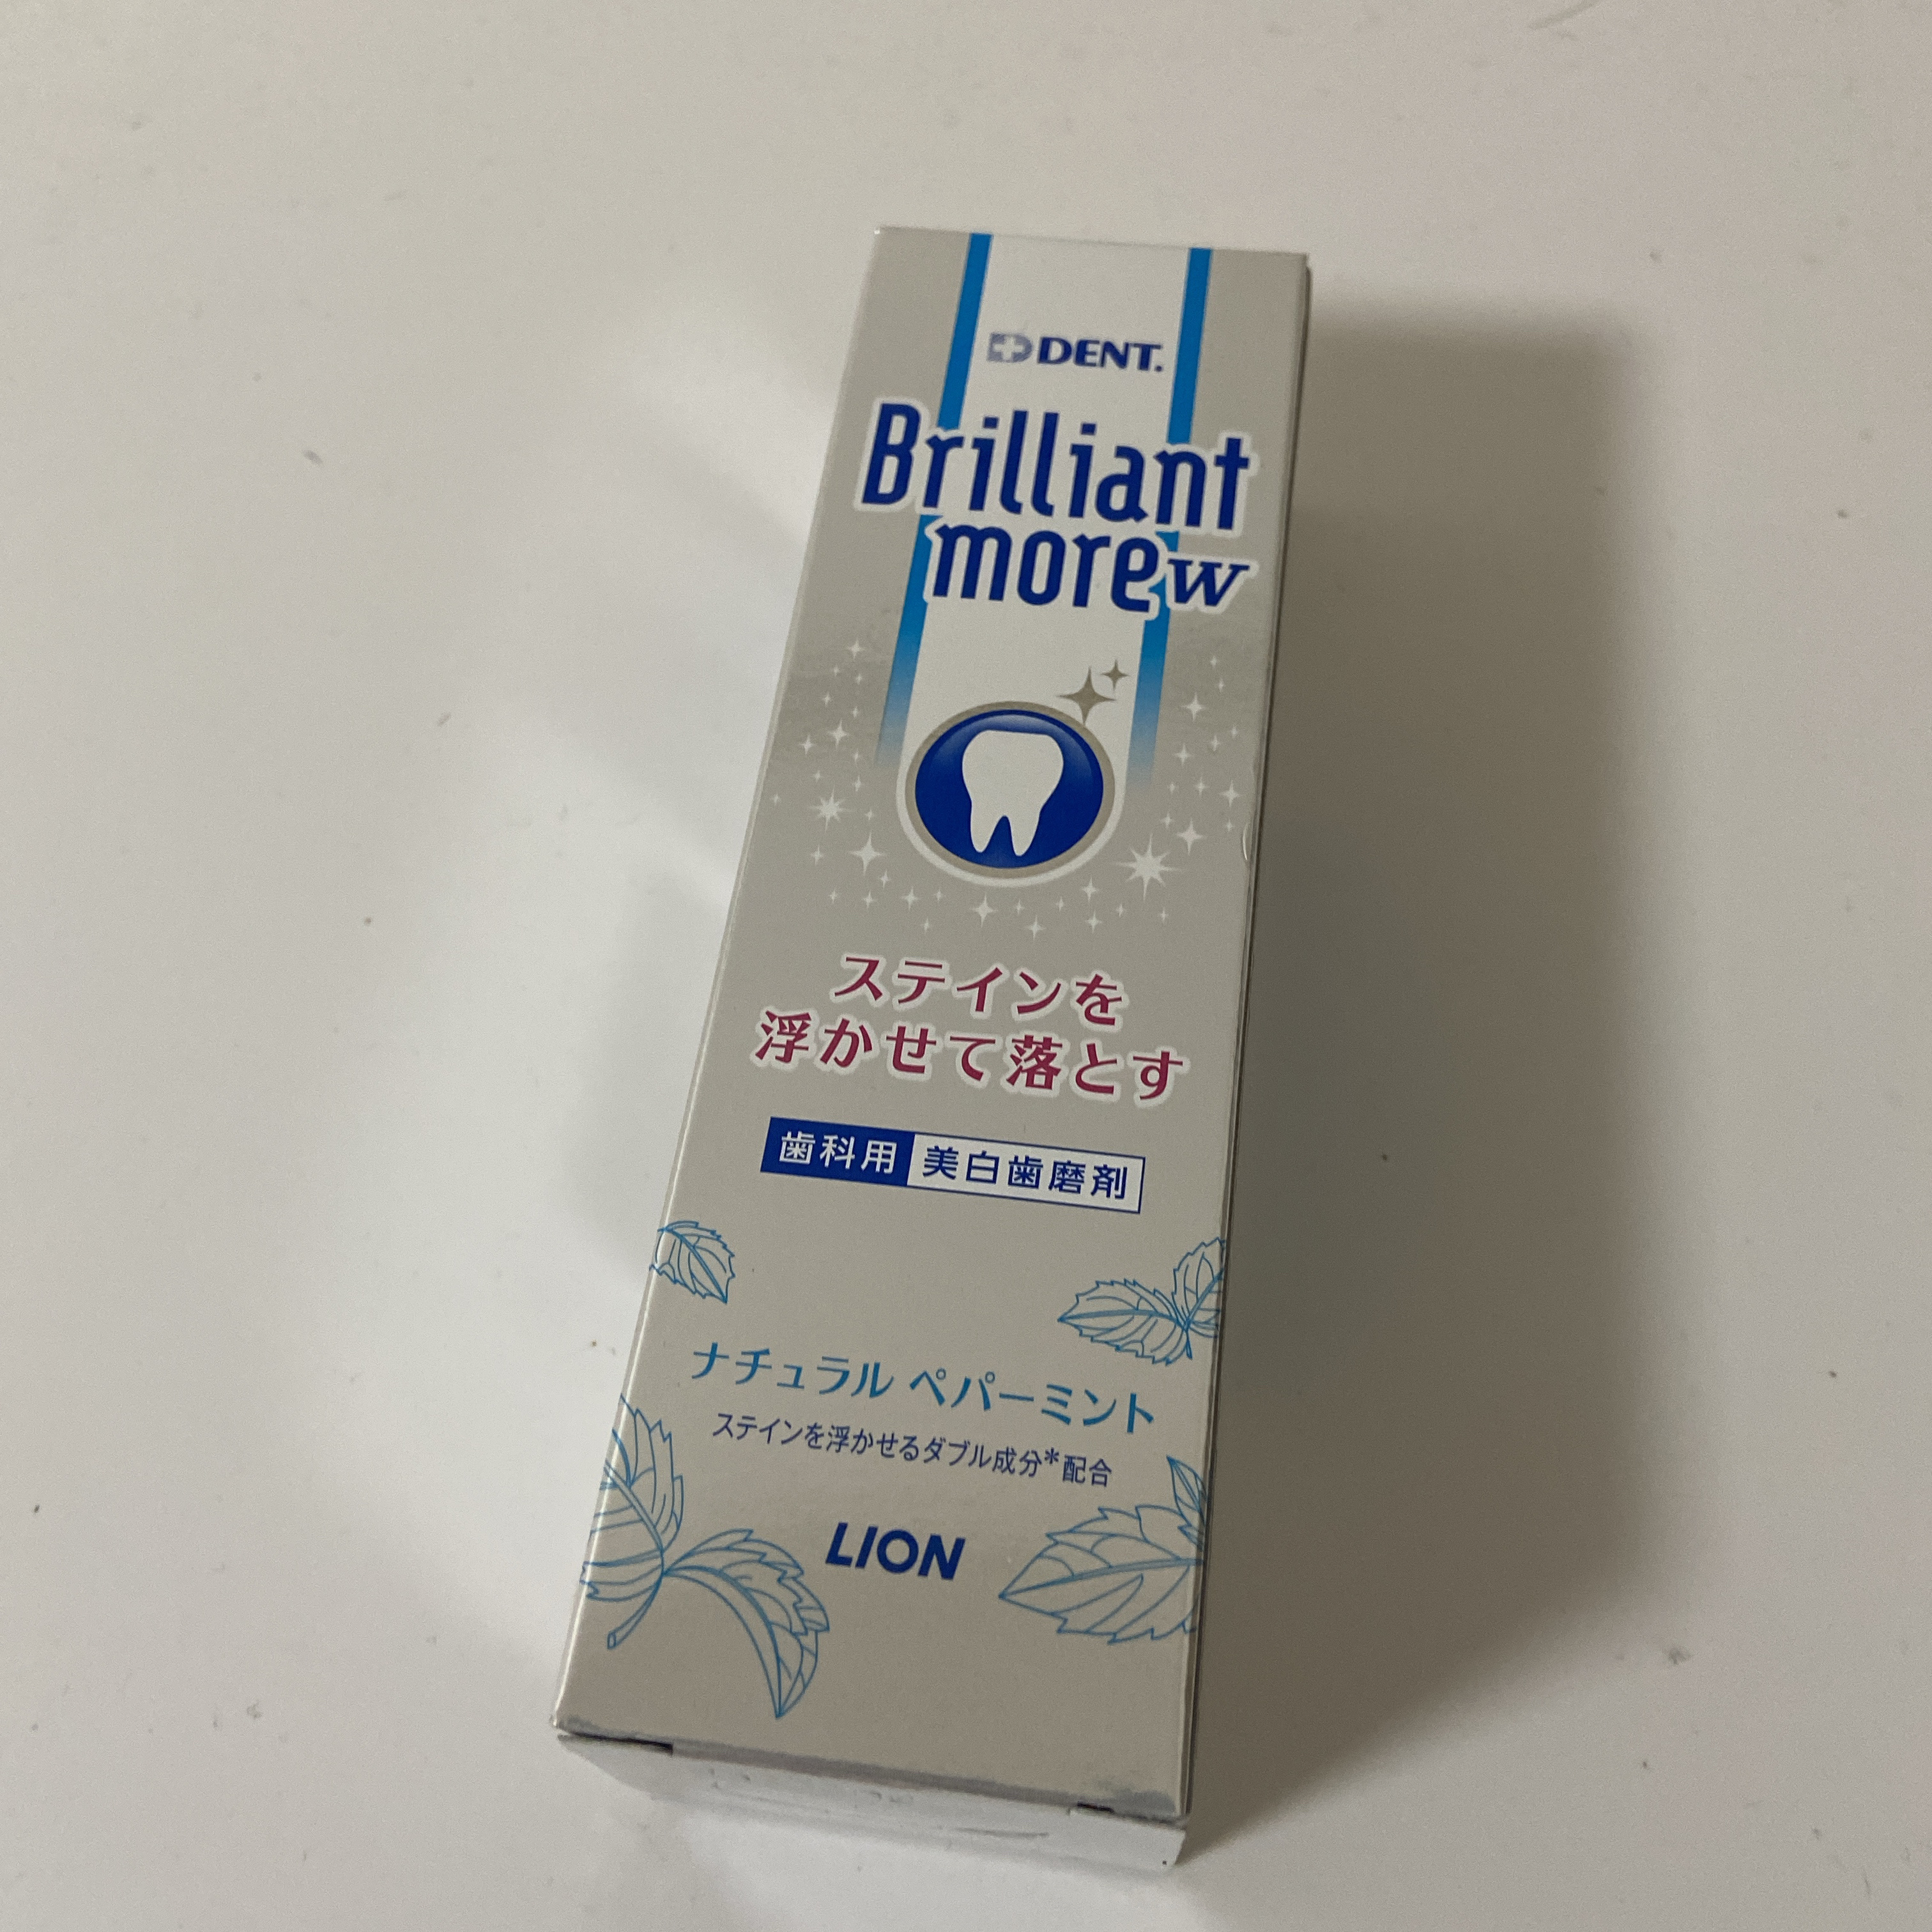 DENT.
Brilliant
more W
ステインを
浮かせて落とす
歯科用 美白歯磨剤
ナチュラル ペパーミント
ステインを浮かせるダブル成分*配合
LION